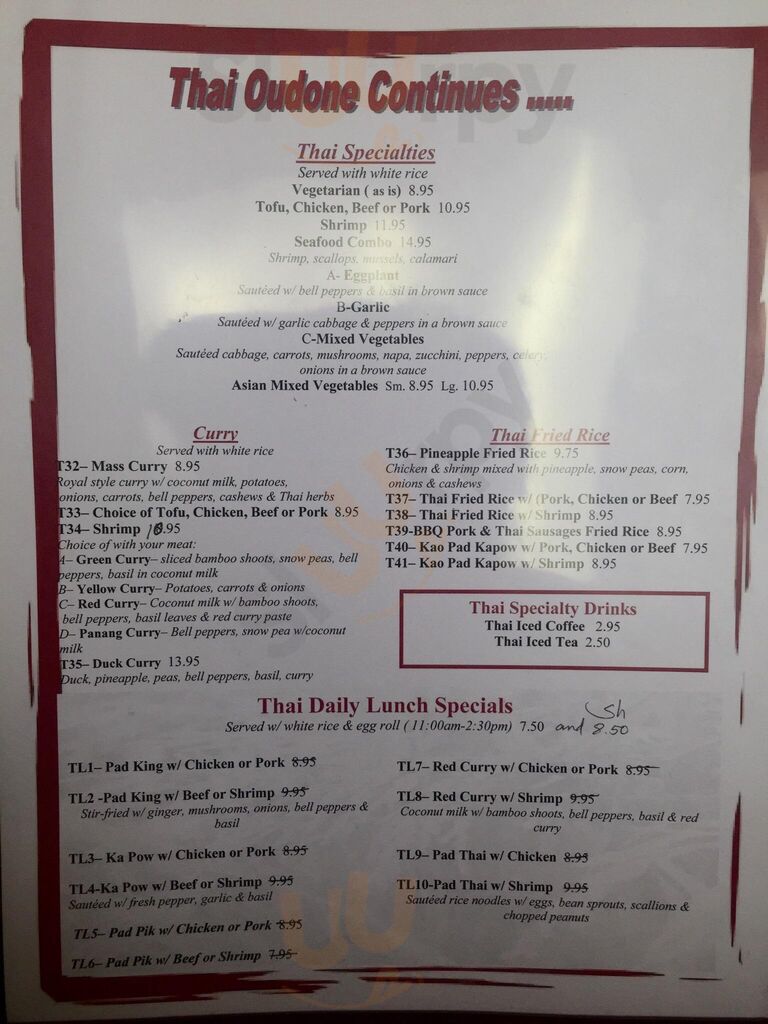 Thai Oudone Continues .....
Thai Specialties
Served with white rice
Vegetarian ( as is) 8.95
Tofu, Chicken, Beef or Pork 10.95
Shrimp 11.95
Seafood Combo 14.95
Shrimp, scallops, mussels, calamari
A- Eggplant
Sautéed w/ bell peppers & basil in brown sauce
B-Garlic
Sautéed w/ garlic cabbage & peppers in a brown sauce
C-Mixed Vegetables
Sautéed cabbage, carrots, mushrooms, napa, zucchini, peppers, celery,
onions in a brown sauce
Asian Mixed Vegetables Sm. 8.95 Lg. 10.95
Curry
Served with white rice
T32– Mass Curry 8.95
Royal style curry w/ coconut milk, potatoes,
onions, carrots, bell peppers, cashews & Thai herbs
T33– Choice of Tofu, Chicken, Beef or Pork 8.95
T34– Shrimp 10.95
Choice of with your meat:
A– Green Curry– sliced bamboo shoots, snow peas, bell
peppers, basil in coconut milk
B– Yellow Curry– Potatoes, carrots & onions
C– Red Curry– Coconut milk w/ bamboo shoots,
bell peppers, basil leaves & red curry paste
D– Panang Curry– Bell peppers, snow pea w/coconut
milk
T35– Duck Curry 13.95
Duck, pineapple, peas, bell peppers, basil, curry
Thai Fried Rice
T36– Pineapple Fried Rice 9.75
Chicken & shrimp mixed with pineapple, snow peas, corn,
onions & cashews
T37– Thai Fried Rice w/ (Pork, Chicken or Beef 7.95
T38– Thai Fried Rice w/ Shrimp 8.95
T39-BBQ Pork & Thai Sausages Fried Rice 8.95
T40– Kao Pad Kapow w/ Pork, Chicken or Beef 7.95
T41– Kao Pad Kapow w/ Shrimp 8.95
Thai Specialty Drinks
Thai Iced Coffee 2.95
Thai Iced Tea 2.50
Thai Daily Lunch Specials
Served w/ white rice & egg roll ( 11:00am-2:30pm) 7.50 and 8.50
sh
TL1– Pad King w/ Chicken or Pork 8.95
TL2 -Pad King w/ Beef or Shrimp 9.95
Stir-fried w/ ginger, mushrooms, onions, bell peppers &
basil
TL3– Ka Pow w/ Chicken or Pork 8.95
TL4-Ka Pow w/ Beef or Shrimp 9.95
Sautéed w/ fresh pepper, garlic & basil
TL5– Pad Pik w/ Chicken or Pork 8.95
TL6– Pad Pik w/ Beef or Shrimp 7.95
TL7– Red Curry w/ Chicken or Pork 8.95
TL8– Red Curry w/ Shrimp 9.95
Coconut milk w/ bamboo shoots, bell peppers, basil & red
curry
TL9– Pad Thai w/ Chicken 8.95
TL10-Pad Thai w/ Shrimp 9.95
Sautéed rice noodles w/ eggs, bean sprouts, scallions &
chopped peanuts